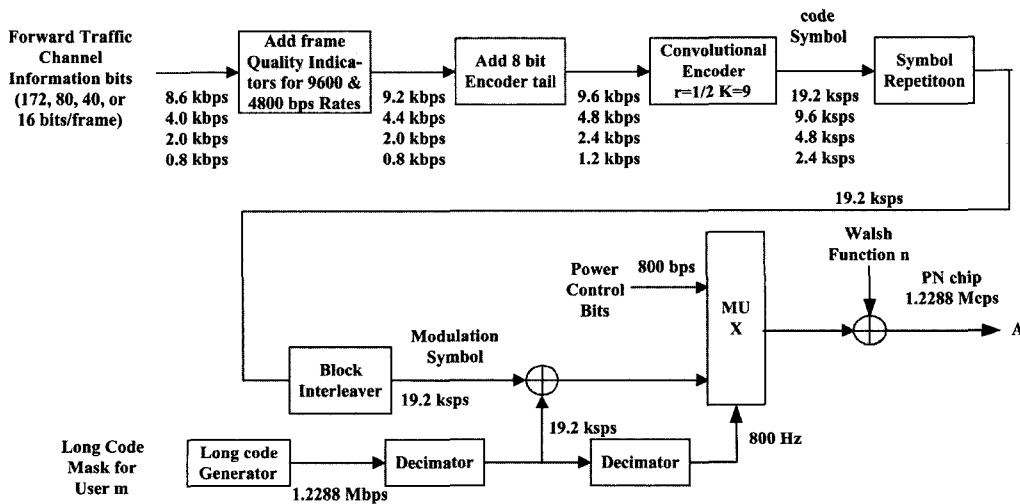 Forward Traffic
Channel
Information bits
(172, 80, 40, or
16 bits/frame)
8.6 kbps
4.0 kbps
2.0 kbps
0.8 kbps
Add frame
Quality Indica-
tors for 9600 &
4800 bps Rates
9.2 kbps
4.4 kbps
2.0 kbps
0.8 kbps
Add 8 bit
Encoder tail
9.6 kbps
4.8 kbps
2.4 kbps
1.2 kbps
Convolutional
Encoder
r=1/2 K=9
code
Symbol
19.2 ksps
9.6 ksps
4.8 ksps
2.4 ksps
Symbol
Repetitoon
19.2 ksps
Block
Interleaver
Modulation
Symbol
19.2 ksps
Power
Control
Bits
800 bps
MU
X
Walsh
Function n
PN chip
1.2288 Mcps
A
Long Code
Mask for
User m
Long code
Generator
1.2288 Mbps
Decimator
19.2 ksps
Decimator
800 Hz